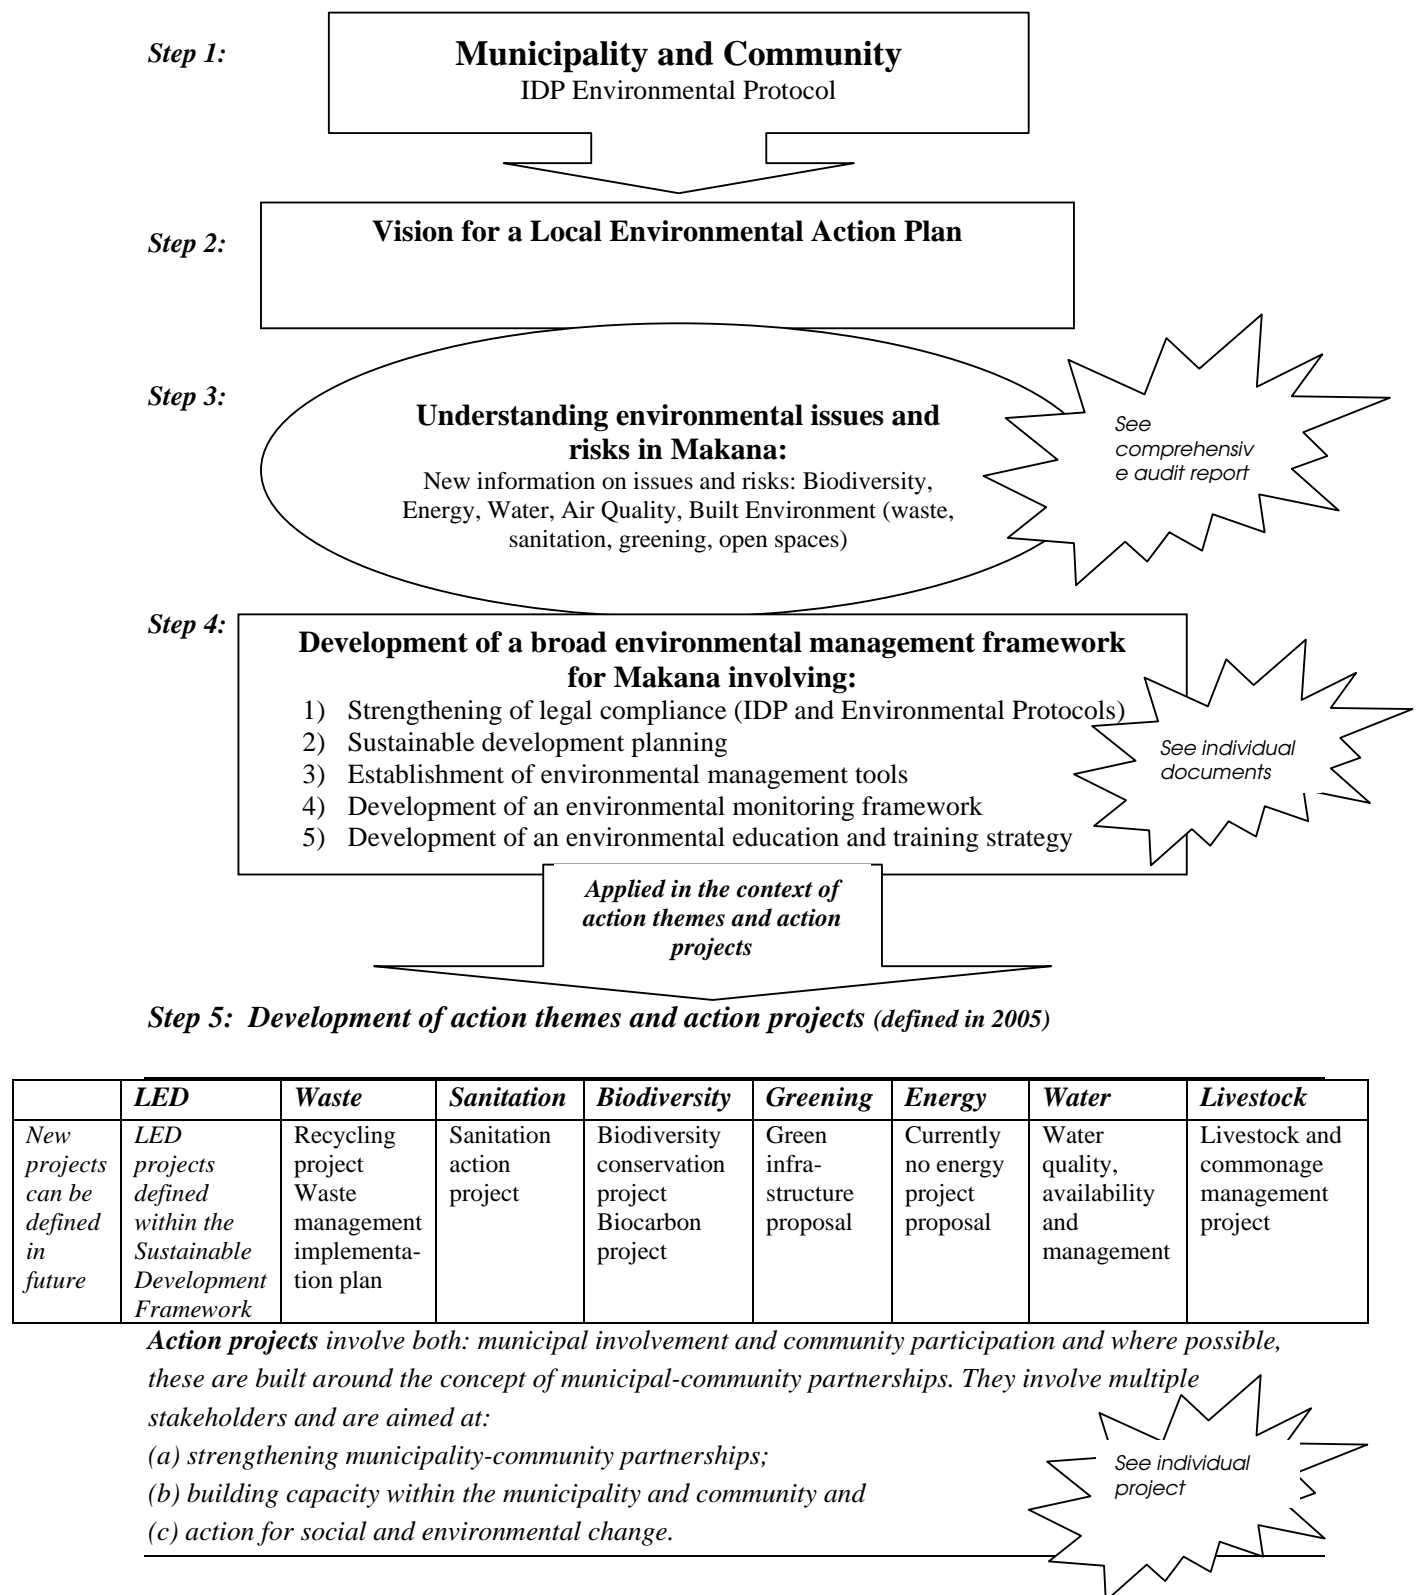 Step 1:
Municipality and Community
IDP Environmental Protocol
Step 2:
Vision for a Local Environmental Action Plan
Step 3:
Understanding environmental issues and
risks in Makana:
New information on issues and risks: Biodiversity,
Energy, Water, Air Quality, Built Environment (waste,
sanitation, greening, open spaces)
See
comprehensiv
e audit report
Step 4:
Development of a broad environmental management framework
for Makana involving:
1) Strengthening of legal compliance (IDP and Environmental Protocols)
2) Sustainable development planning
3) Establishment of environmental management tools
4) Development of an environmental monitoring framework
5) Development of an environmental education and training strategy
See individual
documents
Applied in the context of
action themes and action
projects
Step 5: Development of action themes and action projects (defined in 2005)
LED
Waste
Sanitation
Biodiversity
Greening
Energy
Water
Livestock
New
projects
can be
defined
in
future
LED
projects
defined
within the
Sustainable
Development
Framework
Recycling
project
Waste
management
implementa-
tion plan
Sanitation
action
project
Biodiversity
conservation
project
Biocarbon
project
Green
infra-
structure
proposal
Currently
no energy
project
proposal
Water
quality,
availability
and
management
Livestock and
commonage
management
project
Action projects involve both: municipal involvement and community participation and where possible,
these are built around the concept of municipal-community partnerships. They involve multiple
stakeholders and are aimed at:
(a) strengthening municipality-community partnerships;
(b) building capacity within the municipality and community and
(c) action for social and environmental change.
See individual
project